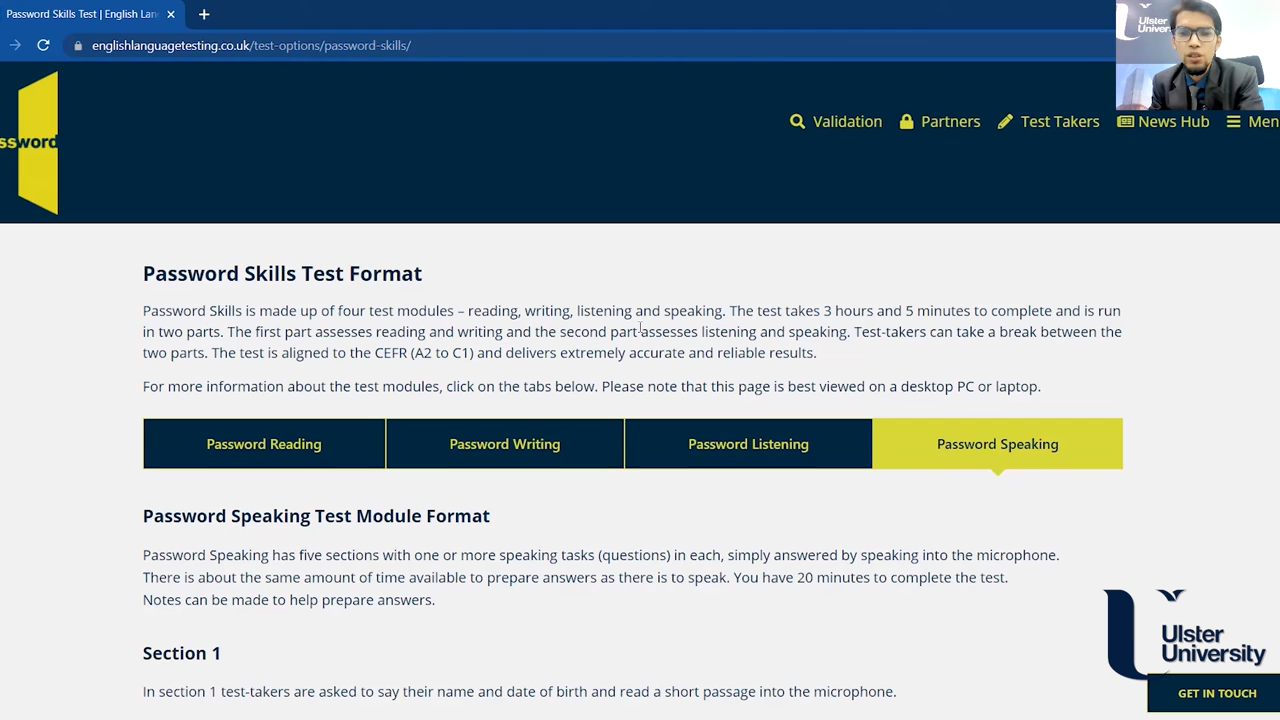 Password Skills Test | English Lan
englishlanguagetesting.co.uk/test-options/password-skills/
Ulster
Univers
ssword
Validation
Partners
Test Takers
News Hub
Men
Password Skills Test Format
Password Skills is made up of four test modules – reading, writing, listening and speaking. The test takes 3 hours and 5 minutes to complete and is run
in two parts. The first part assesses reading and writing and the second part assesses listening and speaking. Test-takers can take a break between the
two parts. The test is aligned to the CEFR (A2 to C1) and delivers extremely accurate and reliable results.
For more information about the test modules, click on the tabs below. Please note that this page is best viewed on a desktop PC or laptop.
Password Reading
Password Writing
Password Listening
Password Speaking
Password Speaking Test Module Format
Password Speaking has five sections with one or more speaking tasks (questions) in each, simply answered by speaking into the microphone.
There is about the same amount of time available to prepare answers as there is to speak. You have 20 minutes to complete the test.
Notes can be made to help prepare answers.
Section 1
In section 1 test-takers are asked to say their name and date of birth and read a short passage into the microphone.
Ulster
University
GET IN TOUCH